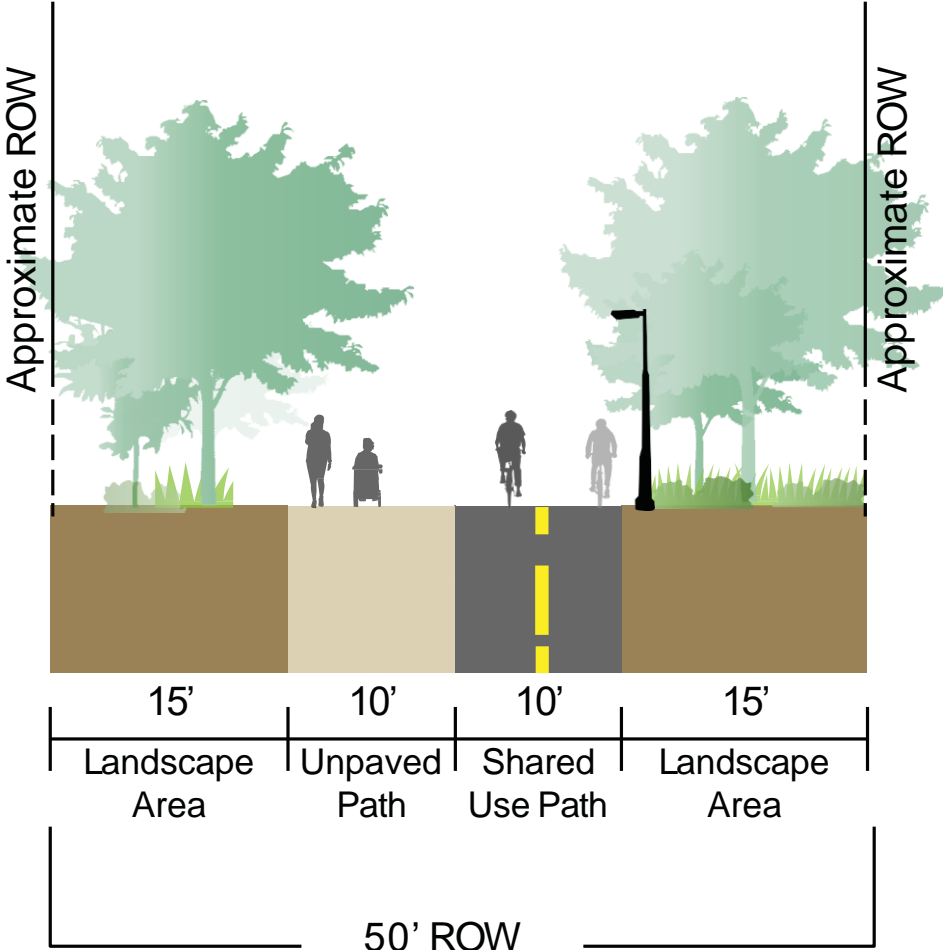 Approximate ROW
Approximate ROW
15’
10’
10’
15’
Landscape
Area
Unpaved
Path
Shared
Use Path
Landscape
Area
50’ ROW